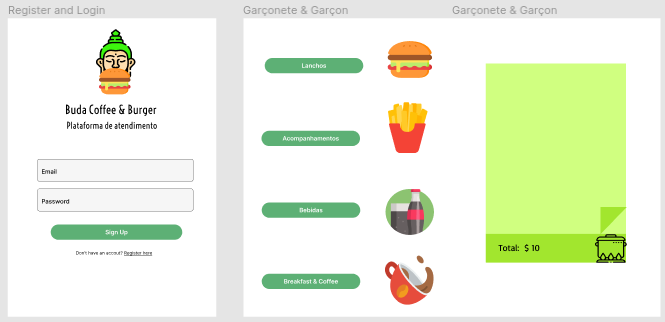 Register and Login
Buda Coffee & Burger
Plataforma de atendimento
Email
Password
Sign Up
Don't have an accout? Register here
Garçonete & Garçon
Lanchos
Acompanhamentos
Bebidas
Breakfast & Coffee
Garçonete & Garçon
Total: $ 10